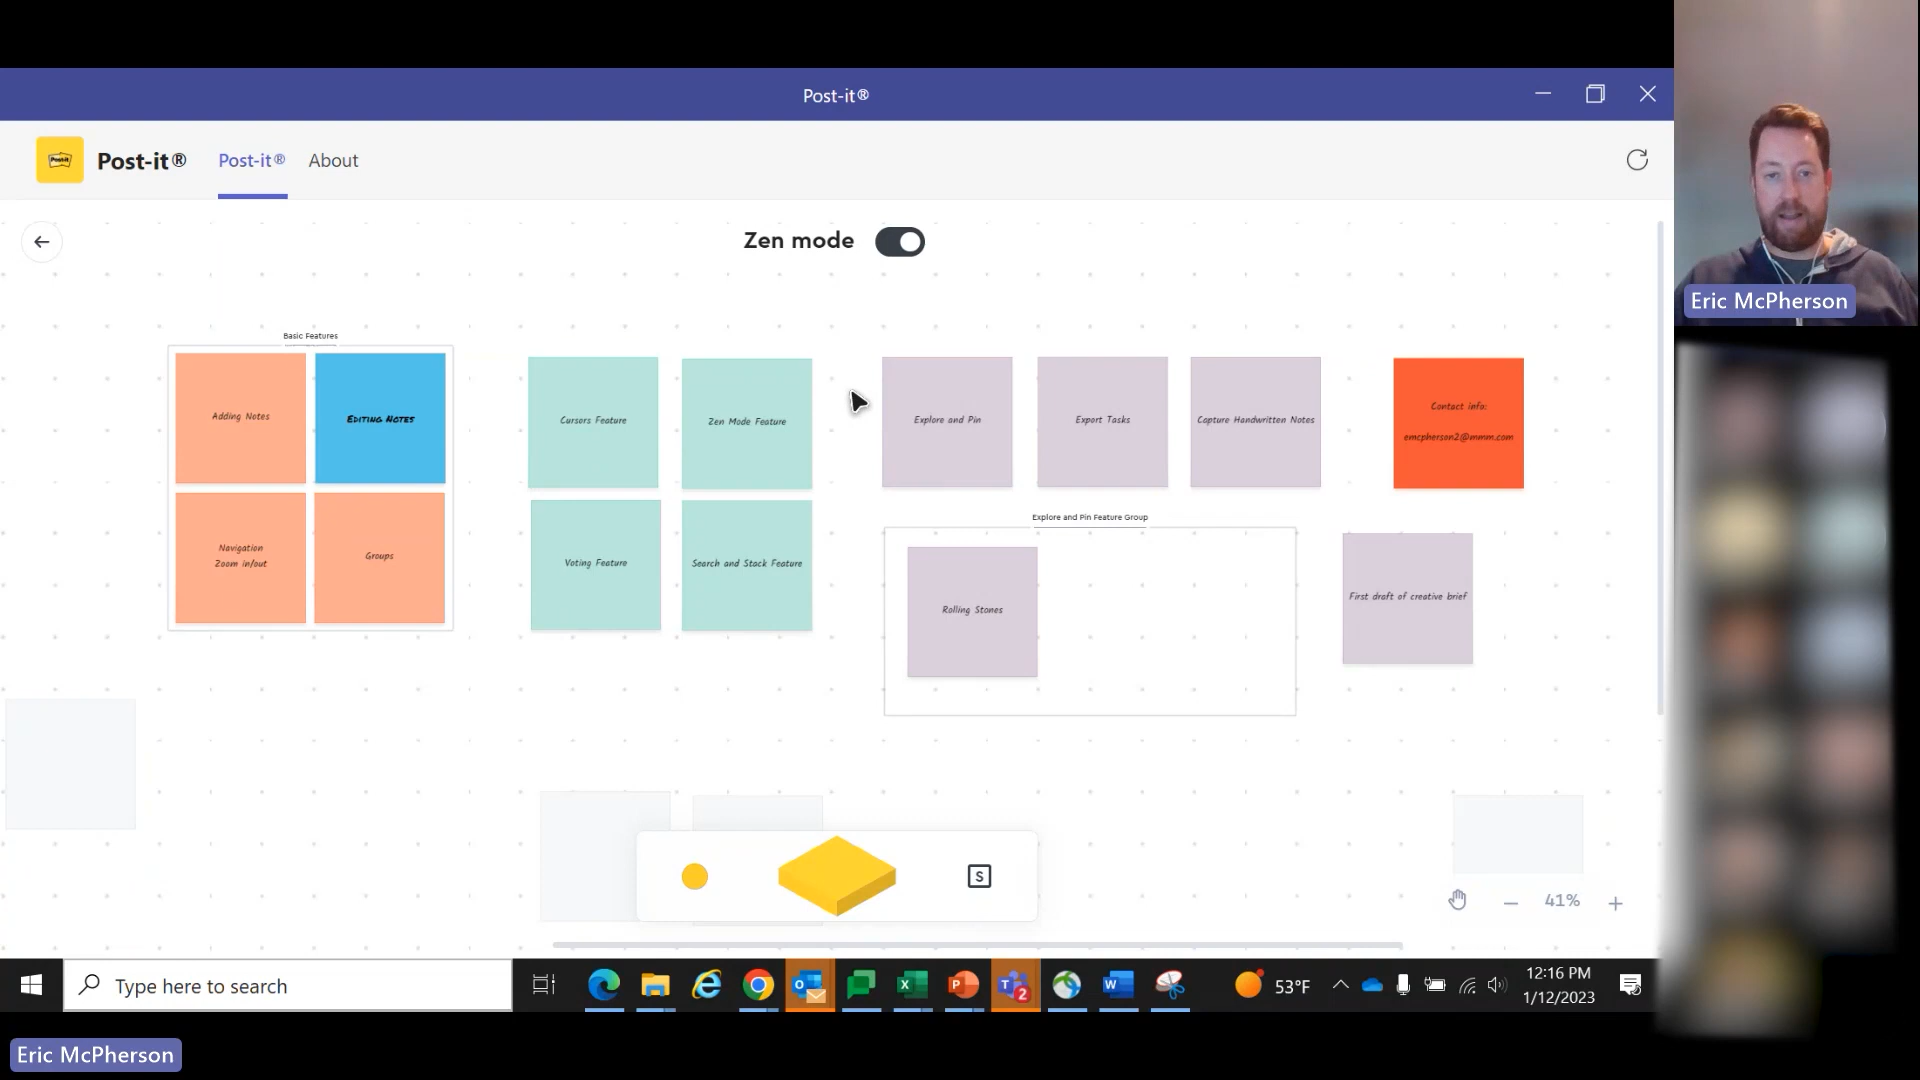 Post-it®
Post-it
Post-it®
Post-it®
About
Zen mode
Eric McPherson
Basic Features
Adding Notes
EDITING NOTES
Navigation
Zoom in/out
Groups
Cursors Feature
Zen Mode Feature
Voting Feature
Search and Stack Feature
Explore and Pin
Export Tasks
Capture Handwritten Notes
Contact info:
emcpherson2@mmm.com
Explore and Pin Feature Group
Rolling Stones
First draft of creative brief
S
41%
Type here to search
2
53°F
12:16 PM
1/12/2023
Eric McPherson